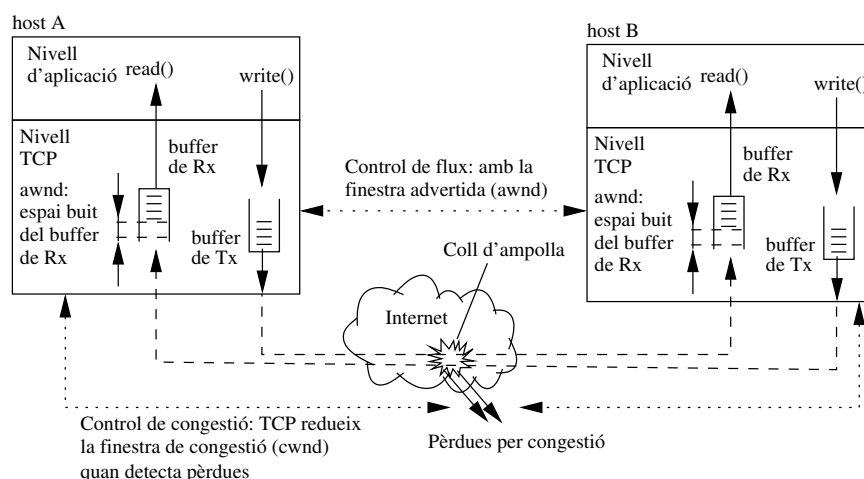 host A
Nivell
d'aplicació
read()
write()
Nivell
TCP
buffer
de Rx
awnd:
espai buit
del buffer
de Rx
buffer
de Tx
Control de flux: amb la
finestra advertida (awnd)
Coll d'ampolla
Internet
host B
Nivell
d'aplicació
read()
write()
Nivell
TCP
buffer
de Rx
awnd:
espai buit
del buffer
de Rx
buffer
de Tx
Control de congestió: TCP redueix
la finestra de congestió (cwnd)
quan detecta pèrdues
Pèrdues per congestió